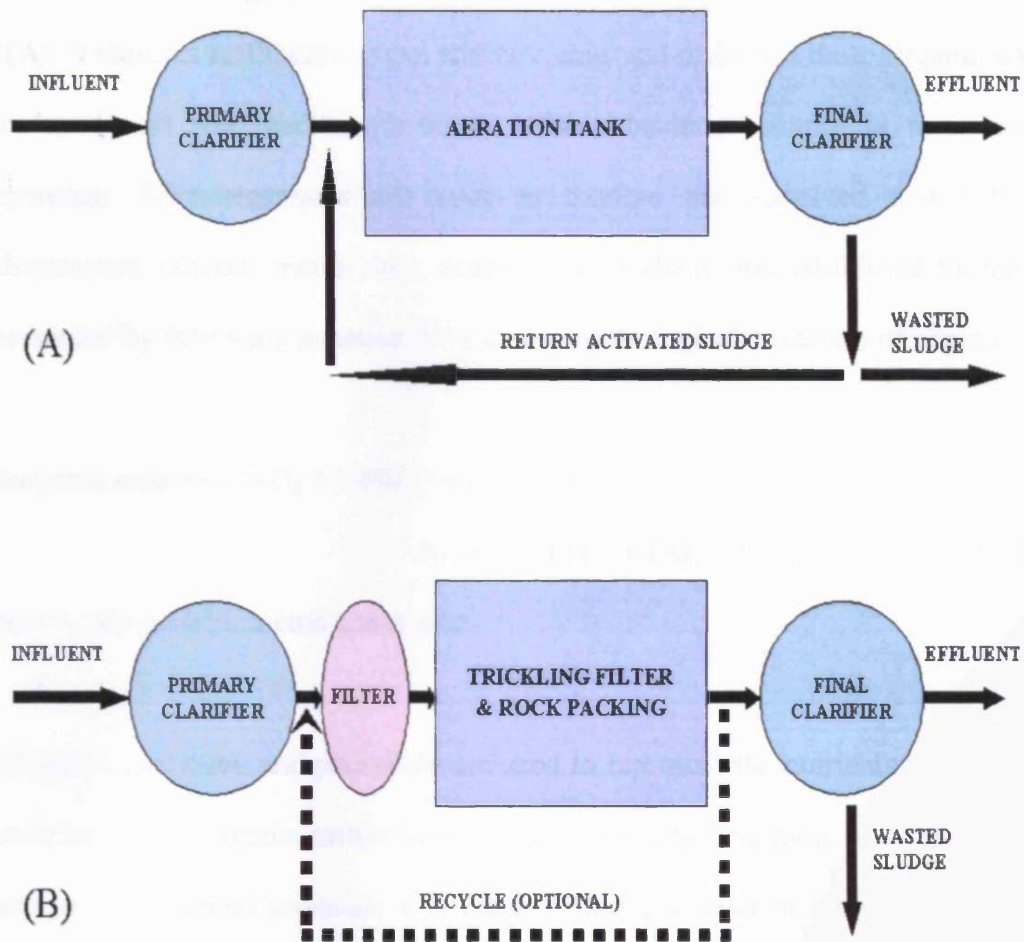 INFLUENT
PRIMARY
CLARIFIER
AERATION TANK
FINAL
CLARIFIER
EFFLUENT
WASTED
SLUDGE
RETURN ACTIVATED SLUDGE
(A)
INFLUENT
PRIMARY
CLARIFIER
FILTER
TRICKLING FILTER
& ROCK PACKING
FINAL
CLARIFIER
EFFLUENT
WASTED
SLUDGE
RECYCLE (OPTIONAL)
(B)